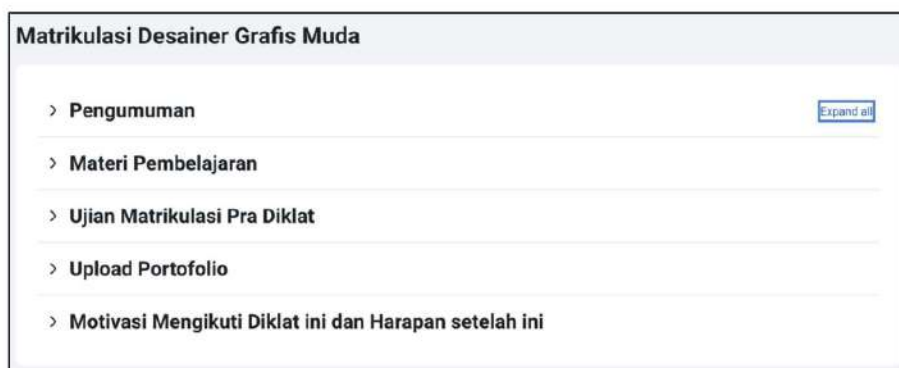 Matrikulasi Desainer Grafis Muda
Pengumuman
Expand all
Materi Pembelajaran
Ujian Matrikulasi Pra Diklat
Upload Portofolio
Motivasi Mengikuti Diklat ini dan Harapan setelah ini